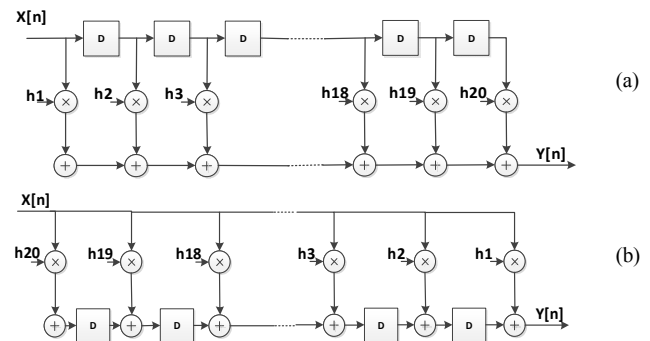 X[n]
D D D D D
h1 h2 h3 h18 h19 h20
Y[n]
(a)
X[n]
h20 h19 h18 h3 h2 h1
(b)
D D D D
Y[n]